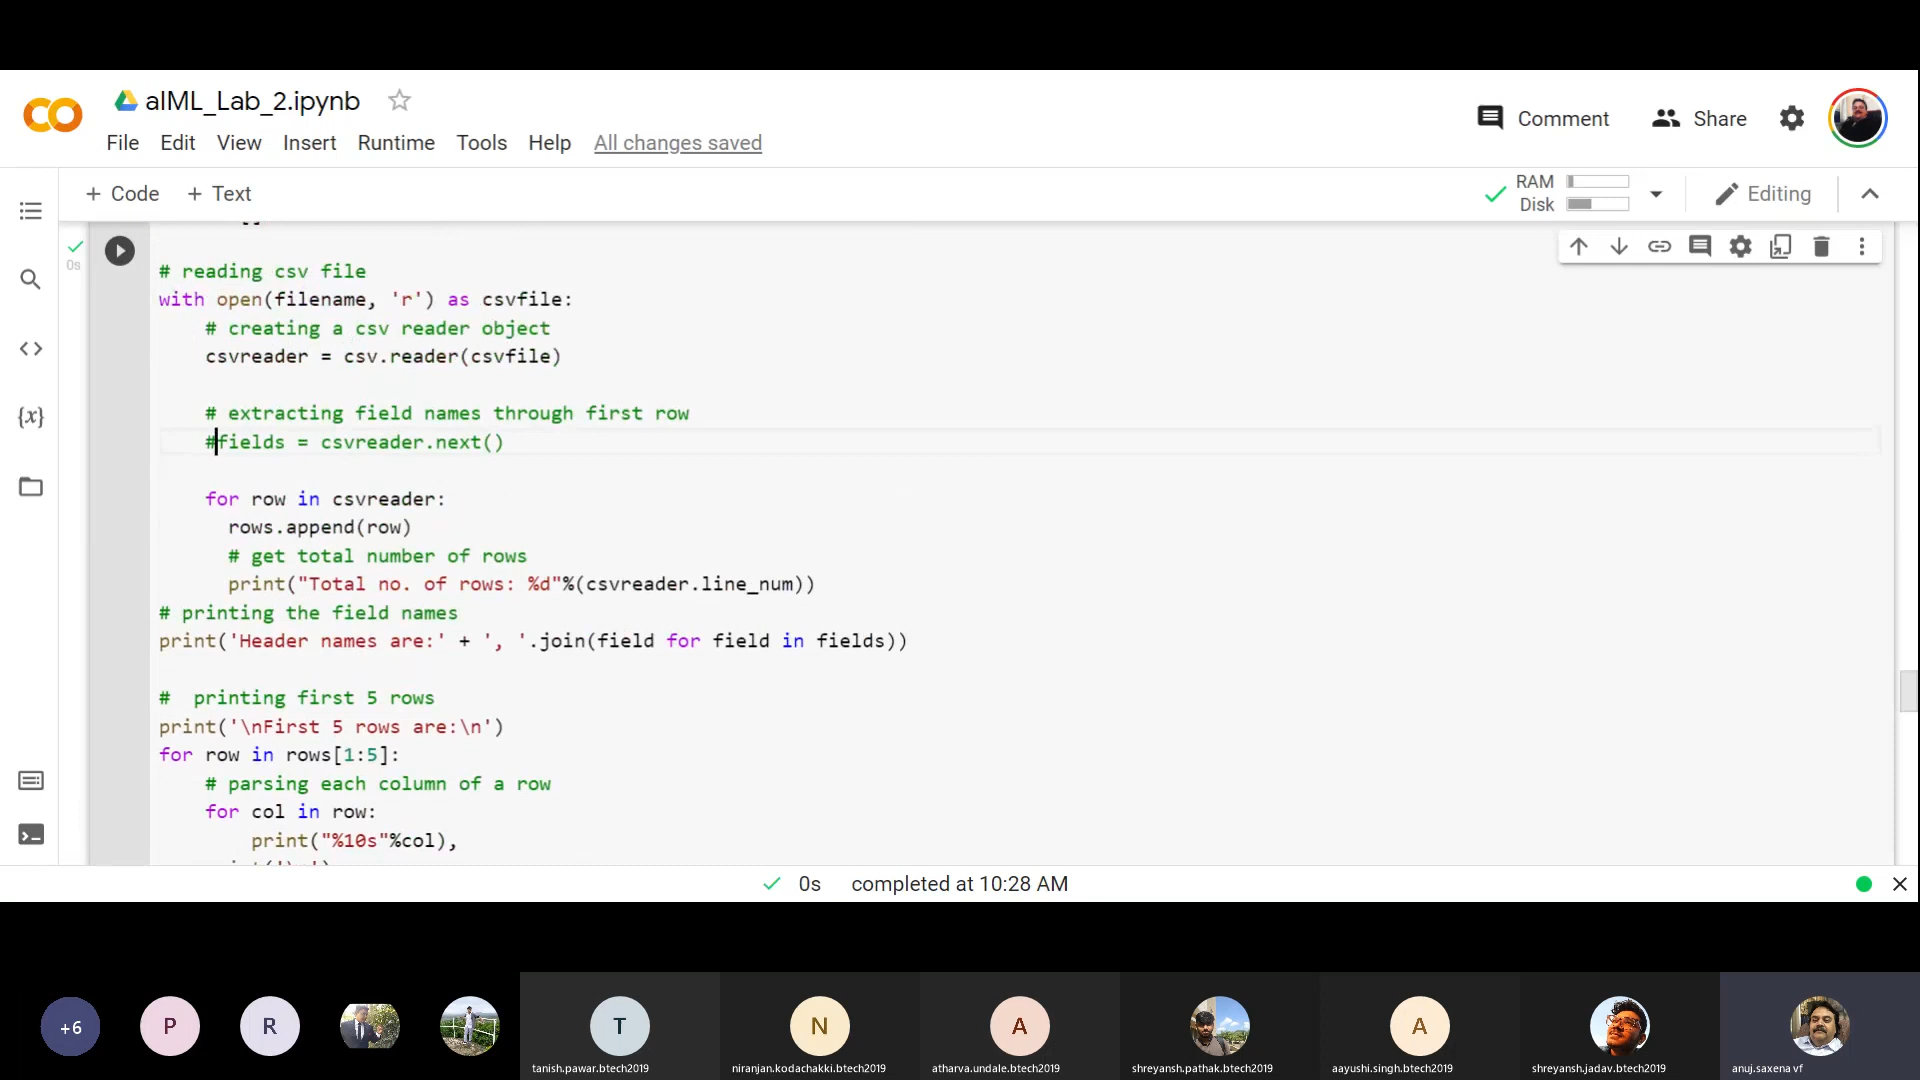 aIML_Lab_2.ipynb
Comment
Share
File Edit View Insert Runtime Tools Help All changes saved
+ Code + Text
RAM
Disk
Editing
0s
# reading csv file
with open(filename, 'r') as csvfile:
# creating a csv reader object
csvreader = csv.reader(csvfile)
# extracting field names through first row
#fields = csvreader.next()
for row in csvreader:
rows.append(row)
# get total number of rows
print("Total no. of rows: %d"%(csvreader.line_num))
# printing the field names
print('Header names are:' + ', '.join(field for field in fields))
#  printing first 5 rows
print('\nFirst 5 rows are:\n')
for row in rows[1:5]:
# parsing each column of a row
for col in row:
print("%10s"%col),
0s completed at 10:28 AM
+6
P
R
T
N
A
A
tanish.pawar.btech2019
niranjan.kodachakki.btech2019
atharva.undale.btech2019
shreyansh.pathak.btech2019
aayushi.singh.btech2019
shreyansh.jadav.btech2019
anuj.saxena vf